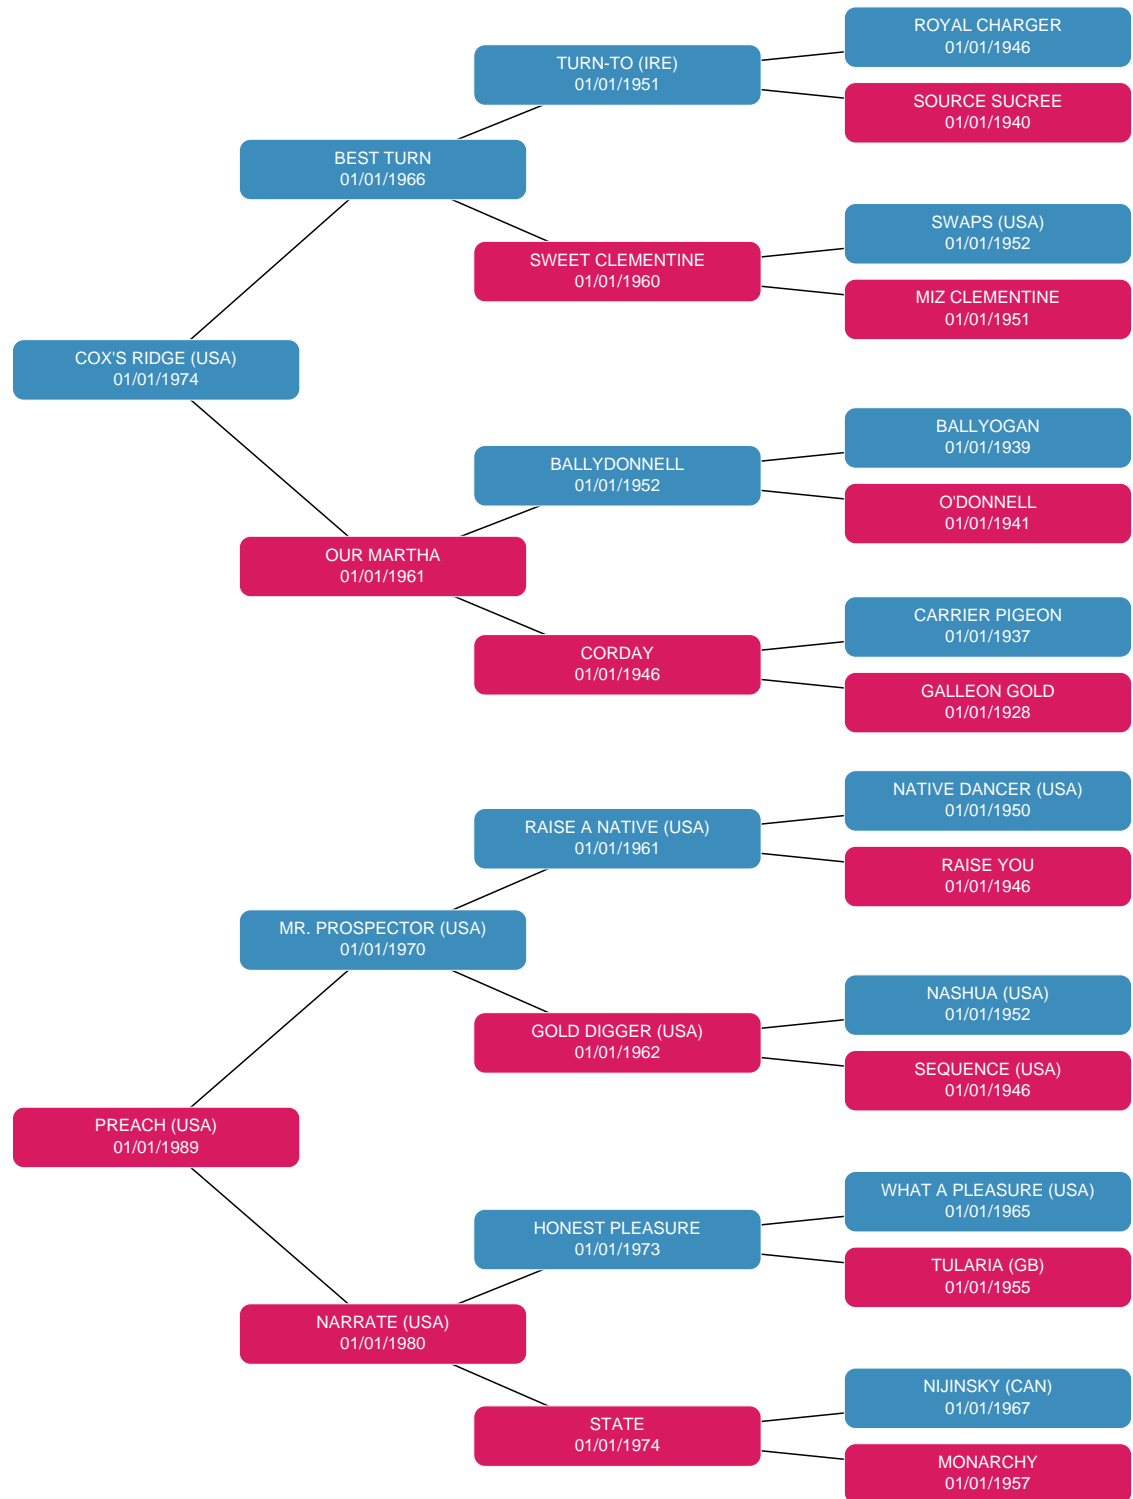 ROYAL CHARGER
01/01/1946
TURN-TO (IRE)
01/01/1951
SOURCE SUCREE
01/01/1940
BEST TURN
01/01/1966
SWAPS (USA)
01/01/1952
SWEET CLEMENTINE
01/01/1960
MIZ CLEMENTINE
01/01/1951
COX'S RIDGE (USA)
01/01/1974
BALLYOGAN
01/01/1939
BALLYDONNELL
01/01/1952
O'DONNELL
01/01/1941
OUR MARTHA
01/01/1961
CARRIER PIGEON
01/01/1937
CORDAY
01/01/1946
GALLEON GOLD
01/01/1928
NATIVE DANCER (USA)
01/01/1950
RAISE A NATIVE (USA)
01/01/1961
RAISE YOU
01/01/1946
MR. PROSPECTOR (USA)
01/01/1970
NASHUA (USA)
01/01/1952
GOLD DIGGER (USA)
01/01/1962
SEQUENCE (USA)
01/01/1946
PREACH (USA)
01/01/1989
WHAT A PLEASURE (USA)
01/01/1965
HONEST PLEASURE
01/01/1973
TULARIA (GB)
01/01/1955
NARRATE (USA)
01/01/1980
NIJINSKY (CAN)
01/01/1967
STATE
01/01/1974
MONARCHY
01/01/1957